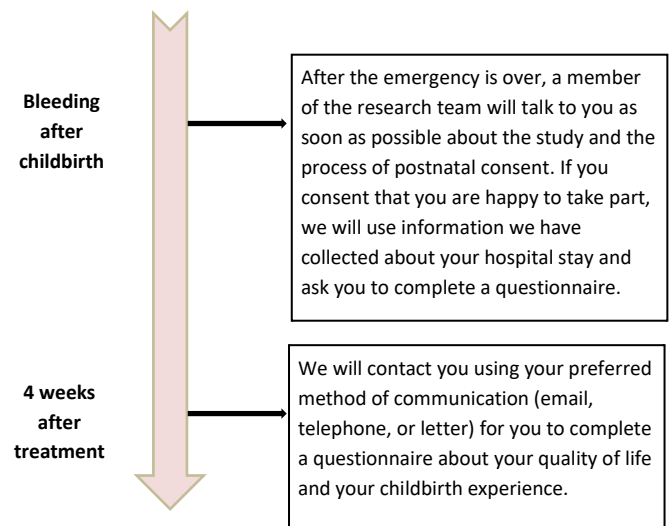 Bleeding
after
childbirth
After the emergency is over, a member
of the research team will talk to you as
soon as possible about the study and the
process of postnatal consent. If you
consent that you are happy to take part,
we will use information we have
collected about your hospital stay and
ask you to complete a questionnaire.
4 weeks
after
treatment
We will contact you using your preferred
method of communication (email,
telephone, or letter) for you to complete
a questionnaire about your quality of life
and your childbirth experience.